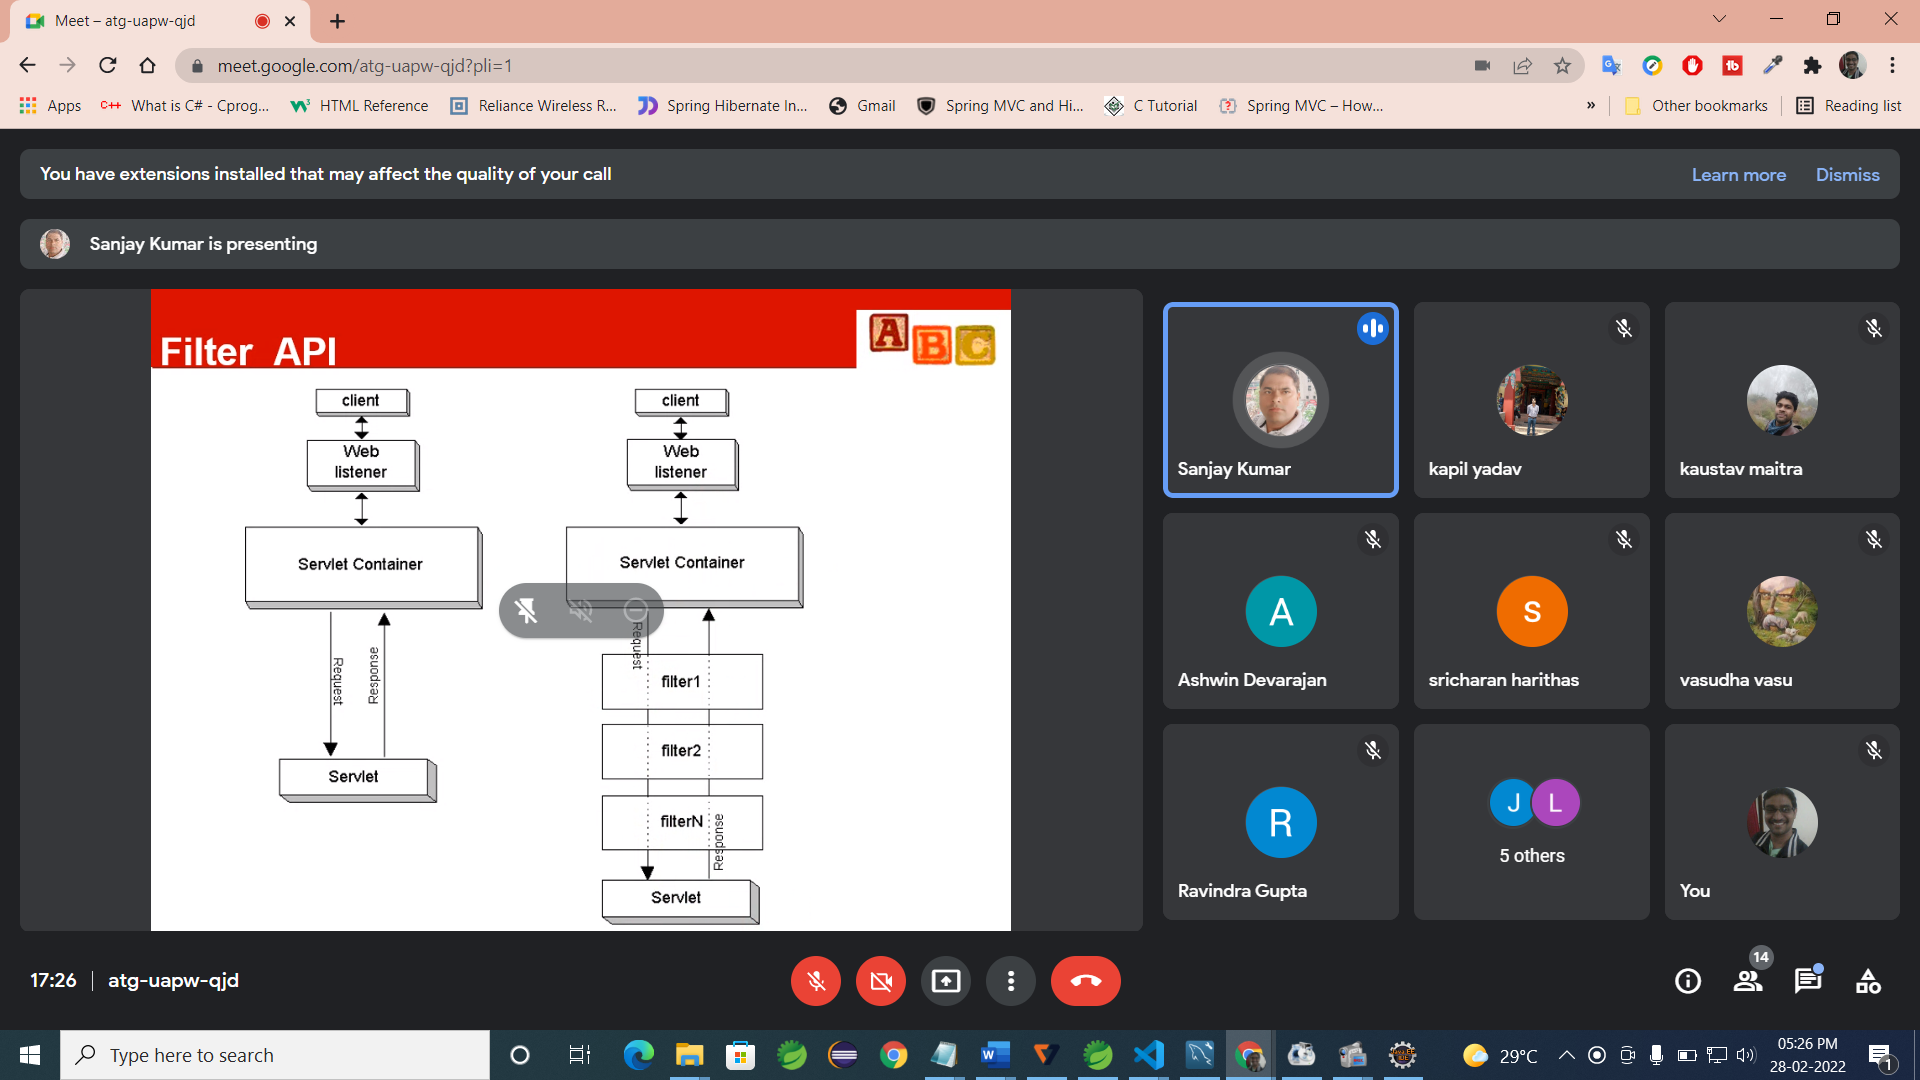 Meet – atg-uapw-qjd
meet.google.com/atg-uapw-qjd?pli=1
Apps
C++ What is C# - Cprog...
W3 HTML Reference
Reliance Wireless R...
Spring Hibernate In...
Gmail
Spring MVC and Hi...
C Tutorial
Spring MVC – How...
»
Other bookmarks
Reading list
You have extensions installed that may affect the quality of your call
Learn more
Dismiss
Sanjay Kumar is presenting
Filter API
A B C
client
Web
listener
Servlet Container
Request
Response
Servlet
client
Web
listener
Servlet Container
Request
filter1
filter2
filterN
Response
Servlet
Sanjay Kumar
kapil yadav
kaustav maitra
A
Ashwin Devarajan
S
sricharan harithas
vasudha vasu
R
Ravindra Gupta
J L
5 others
You
17:26 | atg-uapw-qjd
14
Type here to search
29°C
05:26 PM
28-02-2022
1